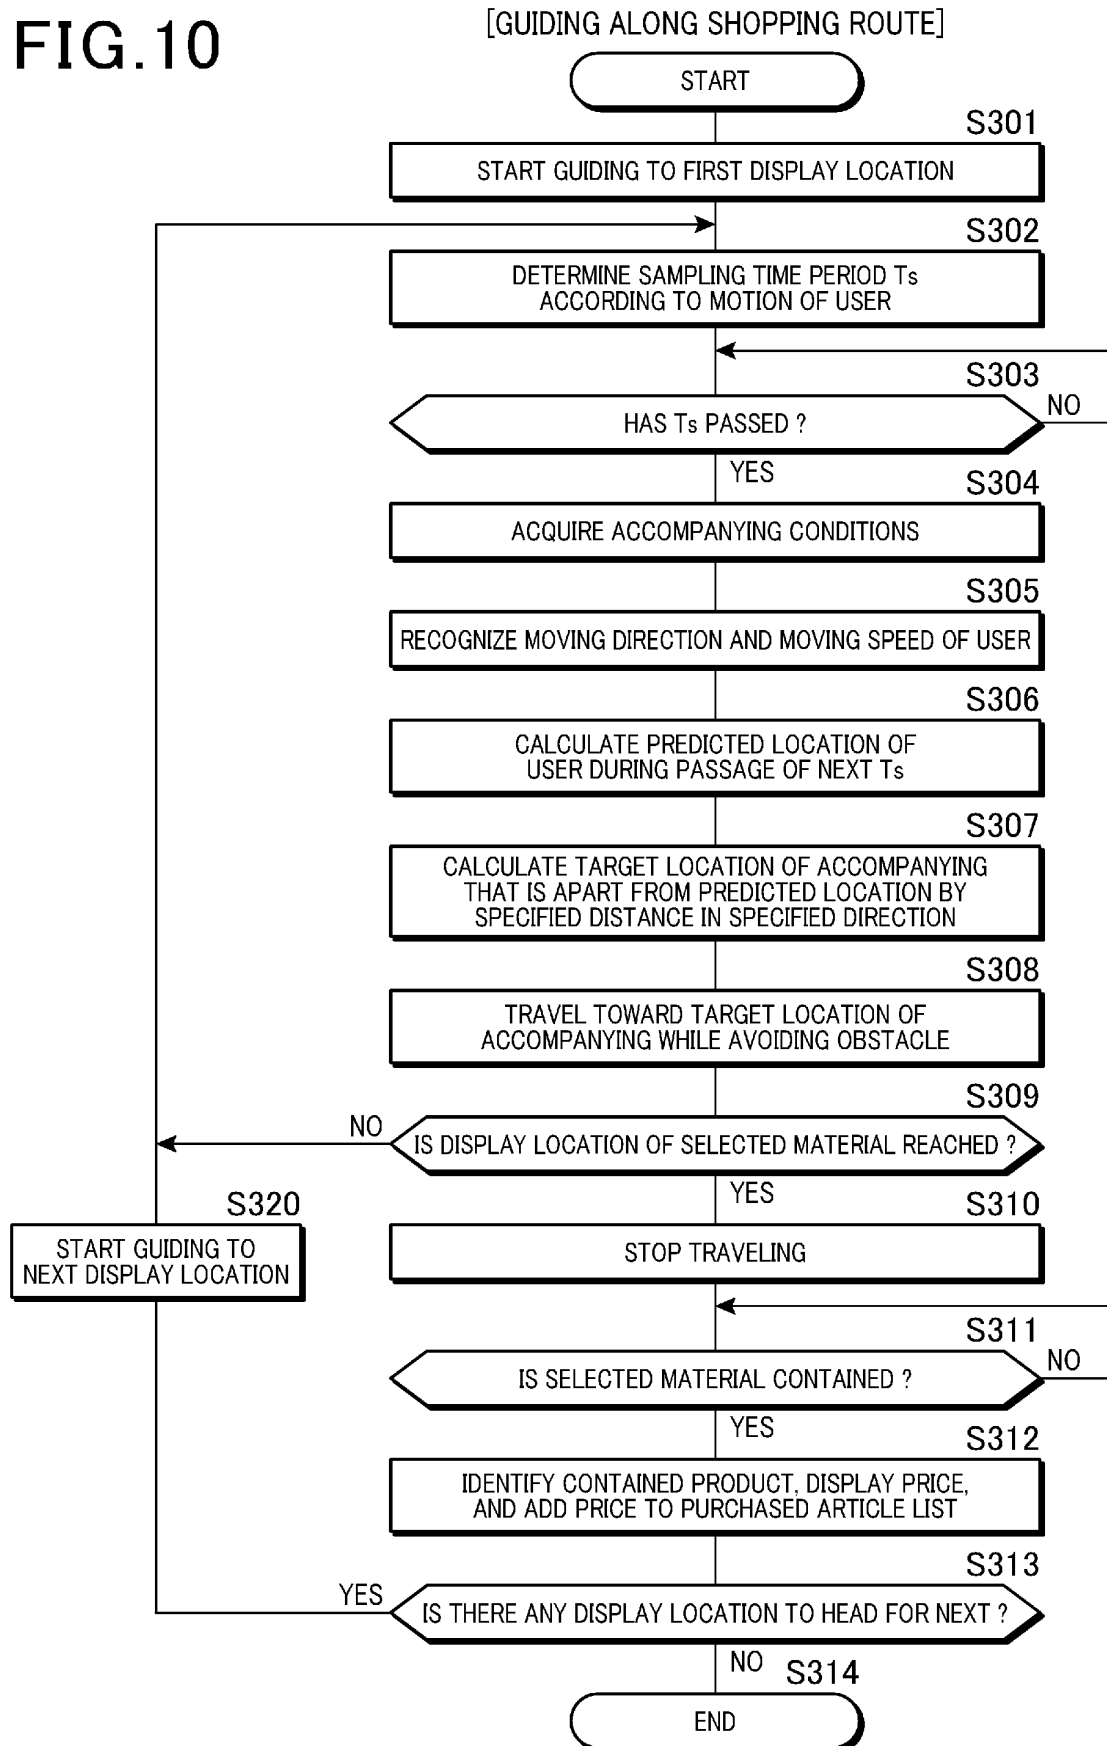 FIG.10
[GUIDING ALONG SHOPPING ROUTE]
START
S301
START GUIDING TO FIRST DISPLAY LOCATION
S302
DETERMINE SAMPLING TIME PERIOD Ts
ACCORDING TO MOTION OF USER
S303
HAS Ts PASSED ?
NO
YES
S304
ACQUIRE ACCOMPANYING CONDITIONS
S305
RECOGNIZE MOVING DIRECTION AND MOVING SPEED OF USER
S306
CALCULATE PREDICTED LOCATION OF
USER DURING PASSAGE OF NEXT Ts
S307
CALCULATE TARGET LOCATION OF ACCOMPANYING
THAT IS APART FROM PREDICTED LOCATION BY
SPECIFIED DISTANCE IN SPECIFIED DIRECTION
S308
TRAVEL TOWARD TARGET LOCATION OF
ACCOMPANYING WHILE AVOIDING OBSTACLE
S309
NO
IS DISPLAY LOCATION OF SELECTED MATERIAL REACHED ?
YES
S320
START GUIDING TO
NEXT DISPLAY LOCATION
S310
STOP TRAVELING
S311
IS SELECTED MATERIAL CONTAINED ?
NO
YES
S312
IDENTIFY CONTAINED PRODUCT, DISPLAY PRICE,
AND ADD PRICE TO PURCHASED ARTICLE LIST
S313
YES
IS THERE ANY DISPLAY LOCATION TO HEAD FOR NEXT ?
NO
S314
END